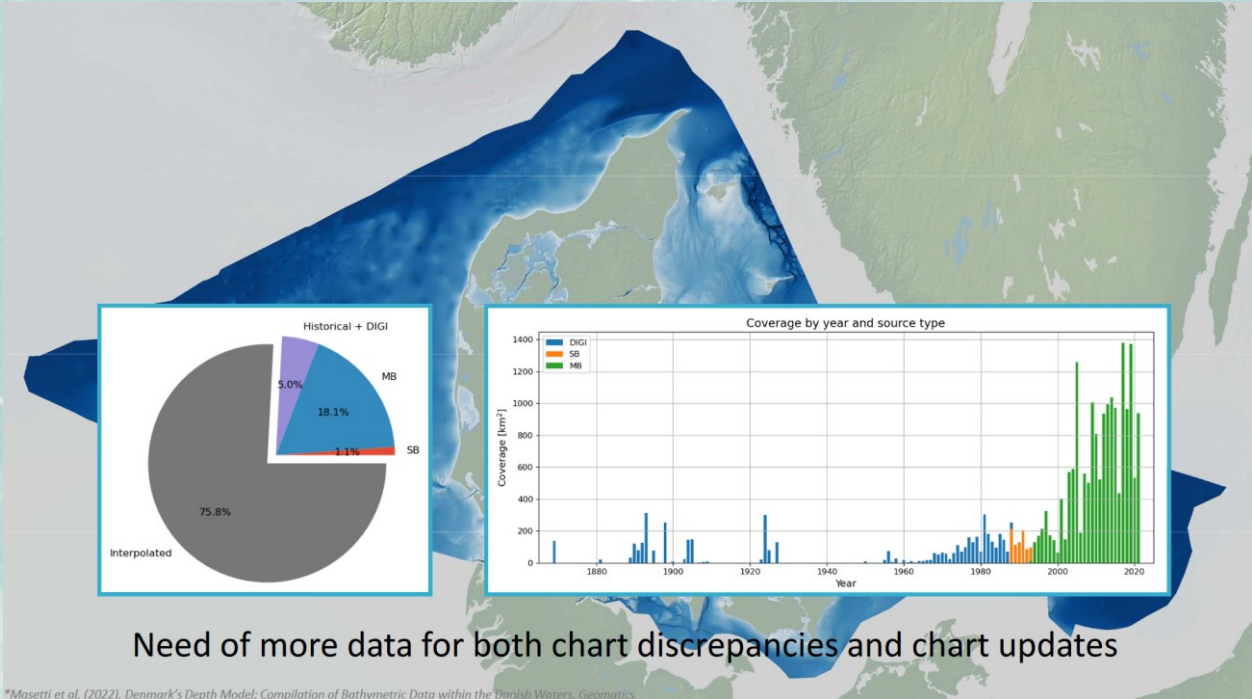 Historical + DIGI
5.0%
MB
18.1%
1.1%
SB
75.8%
Interpolated
Coverage by year and source type
DIGI
SB
MB
Coverage [km²]
1400
1200
1000
800
600
400
200
0
1880
1900
1920
1940
1960
1980
2000
2020
Year
Need of more data for both chart discrepancies and chart updates
*Masetti et al. (2022), Denmark's Depth Model: Compilation of Bathymetric Data within the Danish Waters, Geomatics.